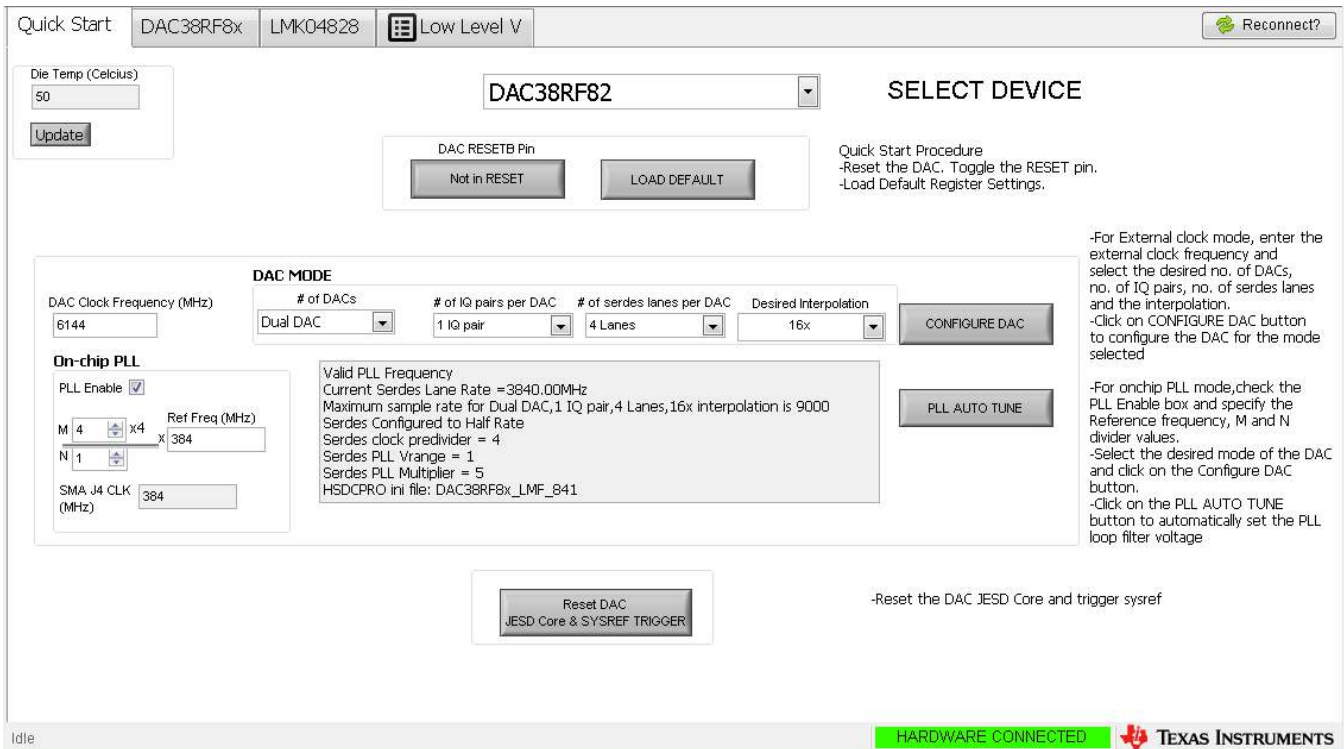 Quick Start
DAC38RF8x
LMK04828
Low Level V
Reconnect?
Die Temp (Celcius)
50
Update
DAC38RF82
SELECT DEVICE
DAC RESETB Pin
Not in RESET
LOAD DEFAULT
Quick Start Procedure
-Reset the DAC. Toggle the RESET pin.
-Load Default Register Settings.
DAC MODE
DAC Clock Frequency (MHz)
6144
# of DACs
Dual DAC
# of IQ pairs per DAC
1 IQ pair
# of serdes lanes per DAC
4 Lanes
Desired Interpolation
16x
CONFIGURE DAC
On-chip PLL
PLL Enable
M 4 x4
N 1
x
Ref Freq (MHz)
384
SMA J4 CLK
(MHz)
384
Valid PLL Frequency
Current Serdes Lane Rate =3840.00MHz
Maximum sample rate for Dual DAC,1 IQ pair,4 Lanes,16x interpolation is 9000
Serdes Configured to Half Rate
Serdes clock predivider = 4
Serdes PLL Vrange = 1
Serdes PLL Multiplier = 5
HSDCPRO ini file: DAC38RF8x_LMF_841
PLL AUTO TUNE
-For External clock mode, enter the
external clock frequency and
select the desired no. of DACs,
no. of IQ pairs, no. of serdes lanes
and the interpolation.
-Click on CONFIGURE DAC button
to configure the DAC for the mode
selected
-For onchip PLL mode,check the
PLL Enable box and specify the
Reference frequency, M and N
divider values.
-Select the desired mode of the DAC
and click on the Configure DAC
button.
-Click on the PLL AUTO TUNE
button to automatically set the PLL
loop filter voltage
Reset DAC
JESD Core & SYSREF TRIGGER
-Reset the DAC JESD Core and trigger sysref
Idle
HARDWARE CONNECTED
TEXAS INSTRUMENTS